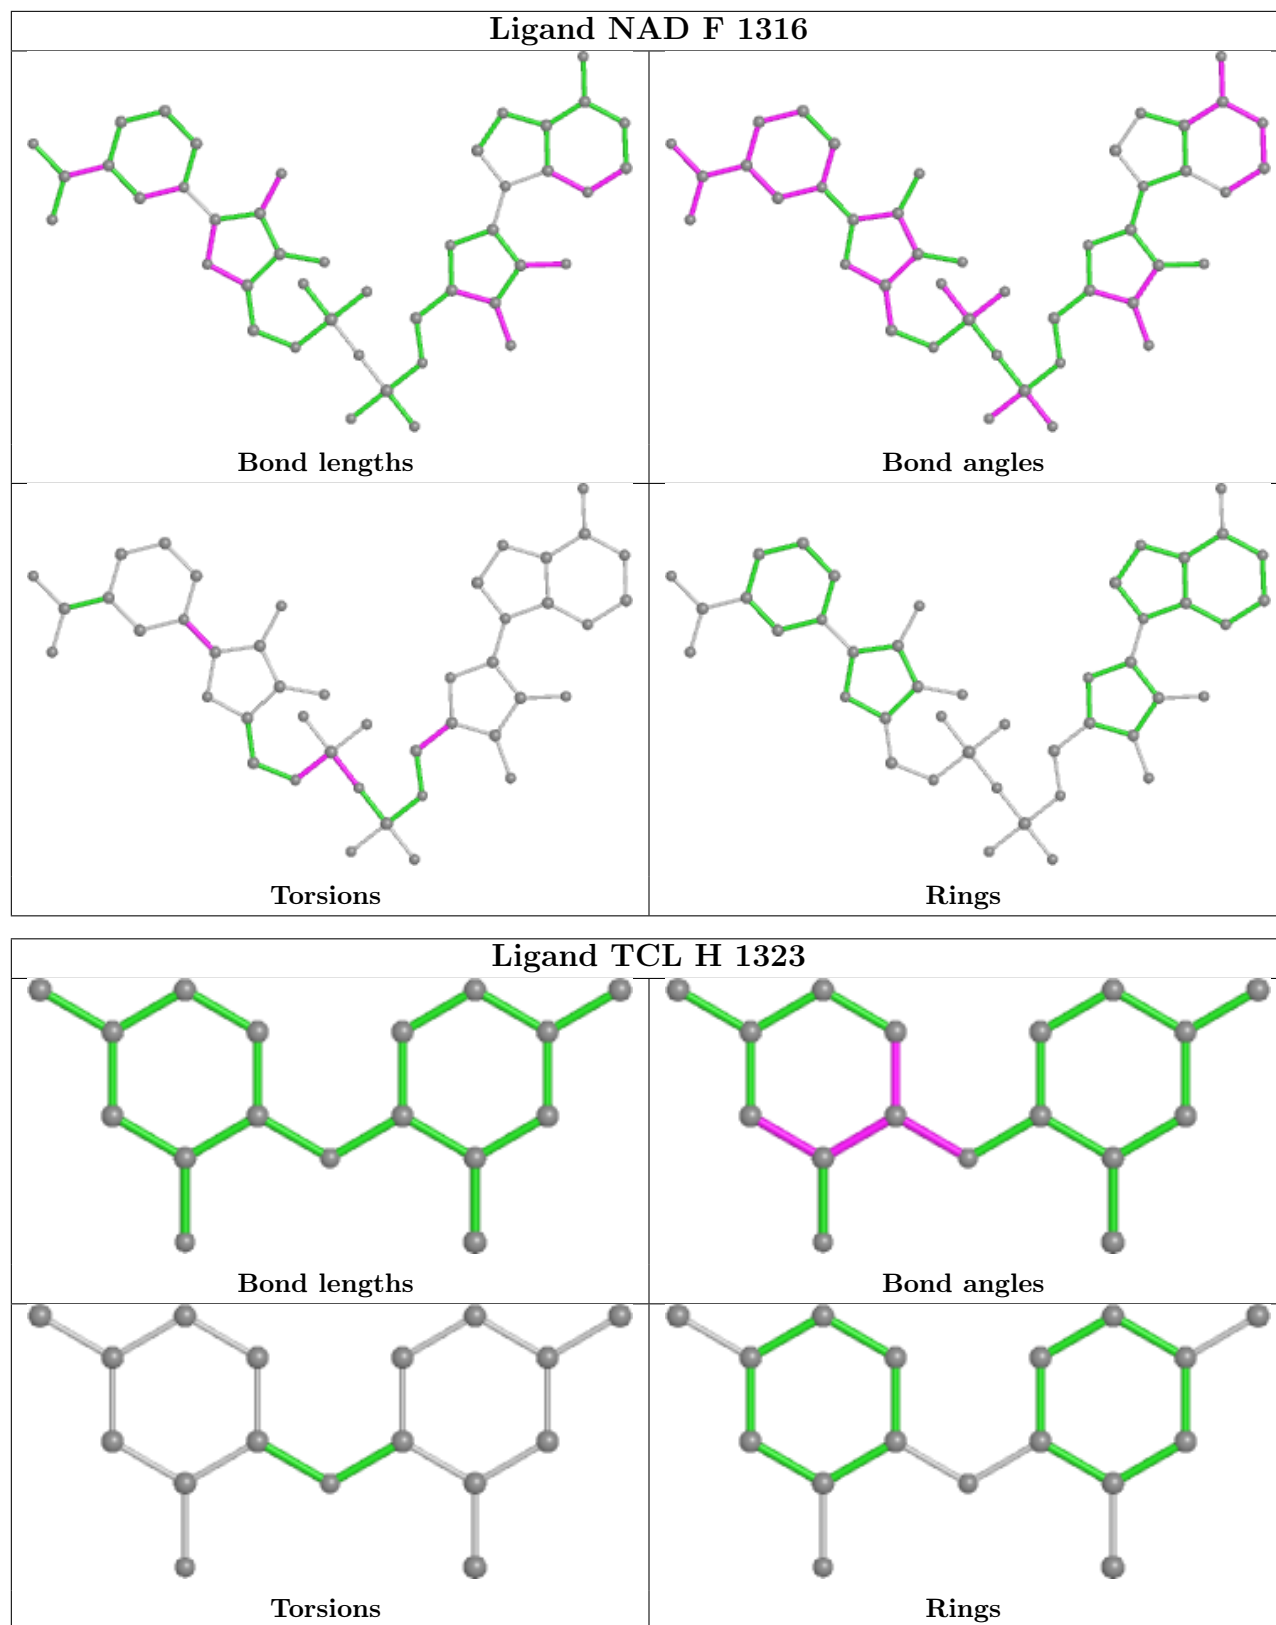 Ligand NAD F 1316
Bond lengths
Bond angles
Torsions
Rings
Ligand TCL H 1323
Bond lengths
Bond angles
Torsions
Rings